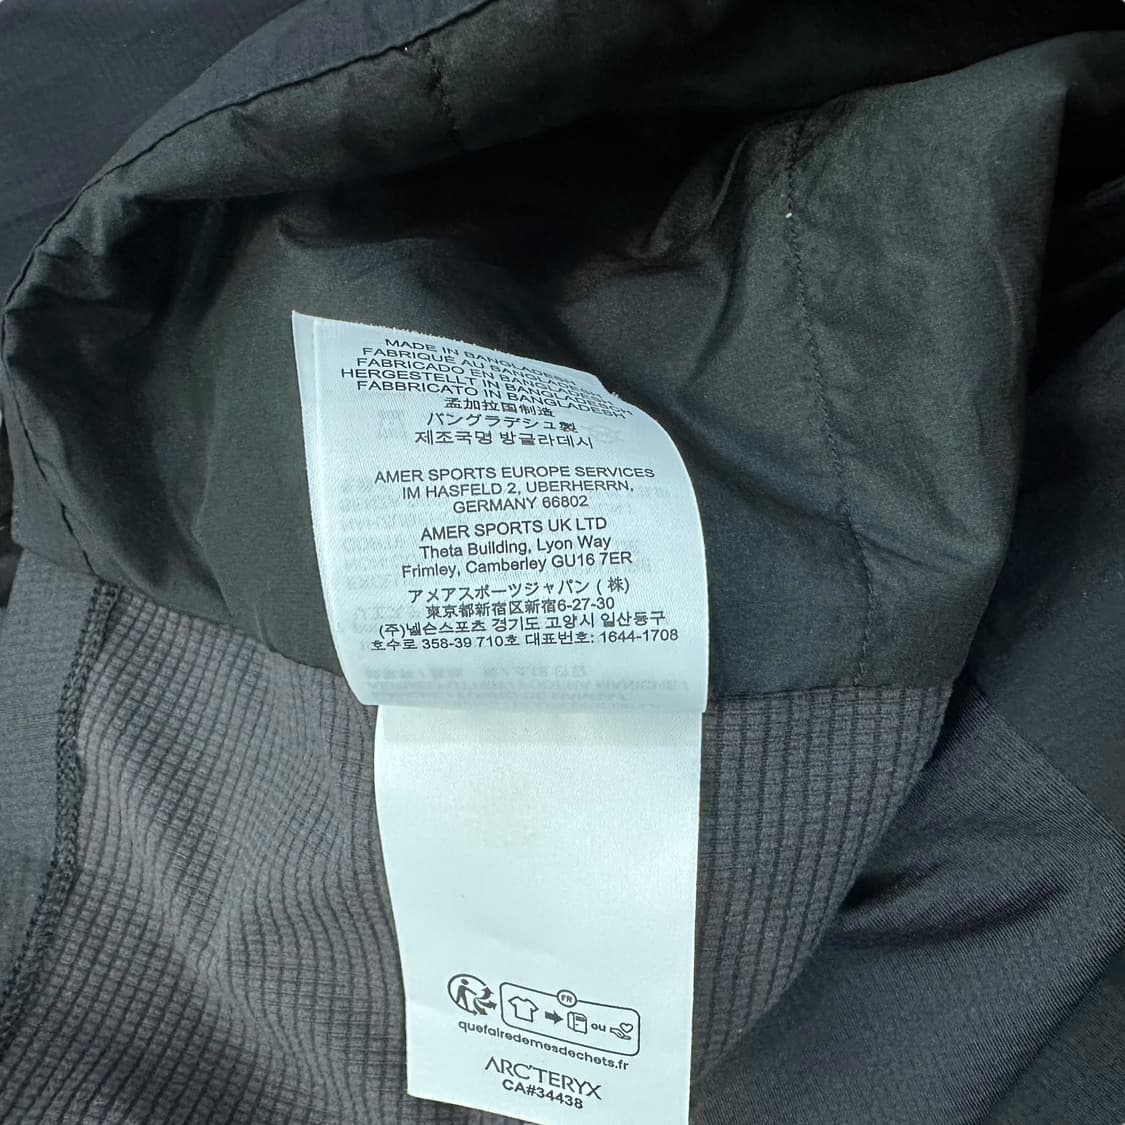 MADE IN BANGLADESH
FABRIQUÉ AU BANGLADESH
FABRICADO EN BANGLADESH
HERGESTELLT IN BANGLADESCH
FABBRICATO IN BANGLADESH
孟加拉国制造
バングラデシュ製
제조국명 방글라데시
AMER SPORTS EUROPE SERVICES
IM HASFELD 2, UBERHERRN,
GERMANY 66802
AMER SPORTS UK LTD
Theta Building, Lyon Way
Frimley, Camberley GU16 7ER
アメアスポーツジャパン (株)
東京都新宿区新宿6-27-30
(주)넬슨스포츠 경기도 고양시 일산동구
호수로 358-39 710호 대표번호: 1644-1708
FR
ou
quefairedemesdechets.fr
ARC'TERYX
CA#34438